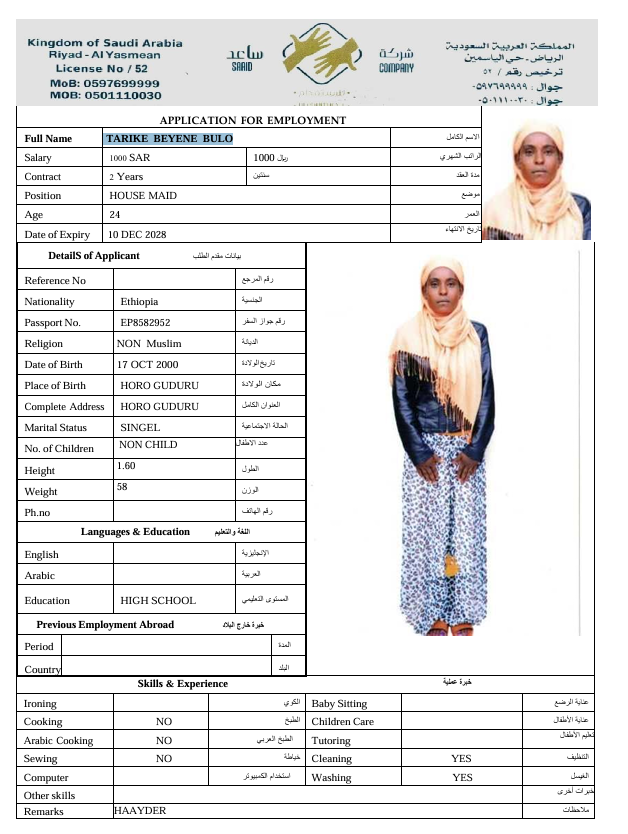 Kingdom of Saudi Arabia
Riyad - Al Yasmean
License No / 52
MoB: 0597699999
MOB: 0501110030
ساعد
SAAID
شركة
COMPANY
المملكة العربية السعودية
الرياض.حي الياسمين
ترخيص رقم / ٥٢
جوال : ٠٥٩٧٦٩٩٩٩٩
جوال : ٠٥٠١١١٠٠٣٠
APPLICATION FOR EMPLOYMENT
Full Name TARIKE BEYENE BULO الاسم الكامل
Salary 1000 SAR 1000 ريال الراتب الشهري
Contract 2 Years سنتين مدة العقد
Position HOUSE MAID موضع
Age 24 العمر
Date of Expiry 10 DEC 2028 تاريخ الانتهاء
DetailS of Applicant بيانات مقدم الطلب
Reference No رقم المرجع
Nationality Ethiopia الجنسية
Passport No. EP8582952 رقم جواز السفر
Religion NON Muslim الديانة
Date of Birth 17 OCT 2000 تاريخ الولادة
Place of Birth HORO GUDURU مكان الولادة
Complete Address HORO GUDURU العنوان الكامل
Marital Status SINGEL الحالة الاجتماعية
No. of Children NON CHILD عدد الاطفال
Height 1.60 الطول
Weight 58 الوزن
Ph.no رقم الهاتف
Languages & Education اللغة والتعليم
English الإنجليزية
Arabic العربية
Education HIGH SCHOOL المستوى التعليمي
Previous Employment Abroad خبرة خارج البلاد
Period المدة
Country البلد
Skills & Experience خبرة عملية
Ironing الكوي Baby Sitting عناية الرضع
Cooking NO الطبخ Children Care عناية الأطفال
Arabic Cooking NO الطبخ العربي Tutoring تعليم الأطفال
Sewing NO خياطة Cleaning YES التنظيف
Computer استخدام الكمبيوتر Washing YES الغيسل
Other skills خبرات أخرى
Remarks HAAYDER ملاحظات